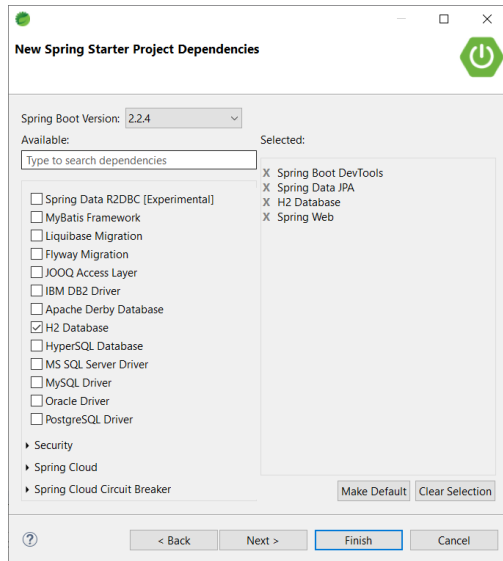 New Spring Starter Project Dependencies
Spring Boot Version: 2.2.4
Available:
Type to search dependencies
Spring Data R2DBC [Experimental]
MyBatis Framework
Liquibase Migration
Flyway Migration
JOOQ Access Layer
IBM DB2 Driver
Apache Derby Database
H2 Database
HyperSQL Database
MS SQL Server Driver
MySQL Driver
Oracle Driver
PostgreSQL Driver
Security
Spring Cloud
Spring Cloud Circuit Breaker
Selected:
X Spring Boot DevTools
X Spring Data JPA
X H2 Database
X Spring Web
Make Default Clear Selection
? < Back Next > Finish Cancel